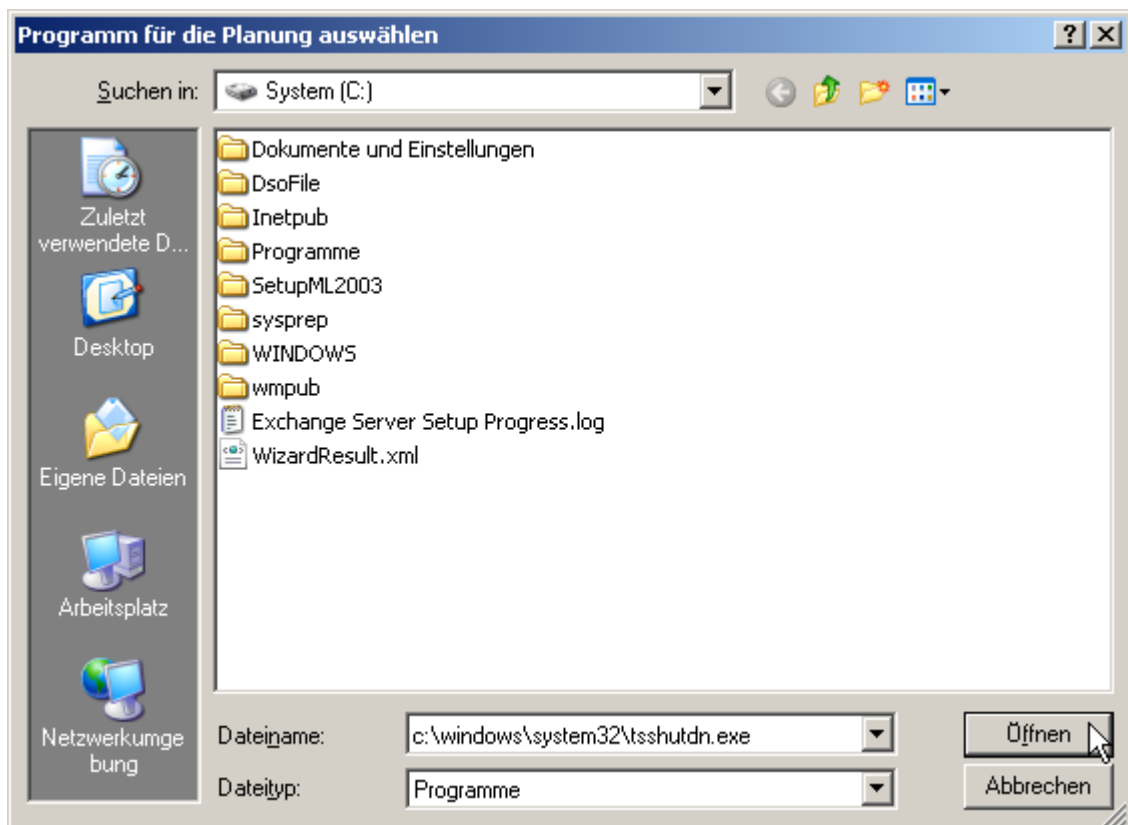 Programm für die Planung auswählen
Suchen in:
System (C:)
Zuletzt
verwendete D...
Desktop
Eigene Dateien
Arbeitsplatz
Netzwerkumge
bung
Dokumente und Einstellungen
DsoFile
Inetpub
Programme
SetupML2003
sysprep
WINDOWS
wmpub
Exchange Server Setup Progress.log
WizardResult.xml
Dateiname:
c:\windows\system32\tsshutdn.exe
Öffnen
Dateityp:
Programme
Abbrechen